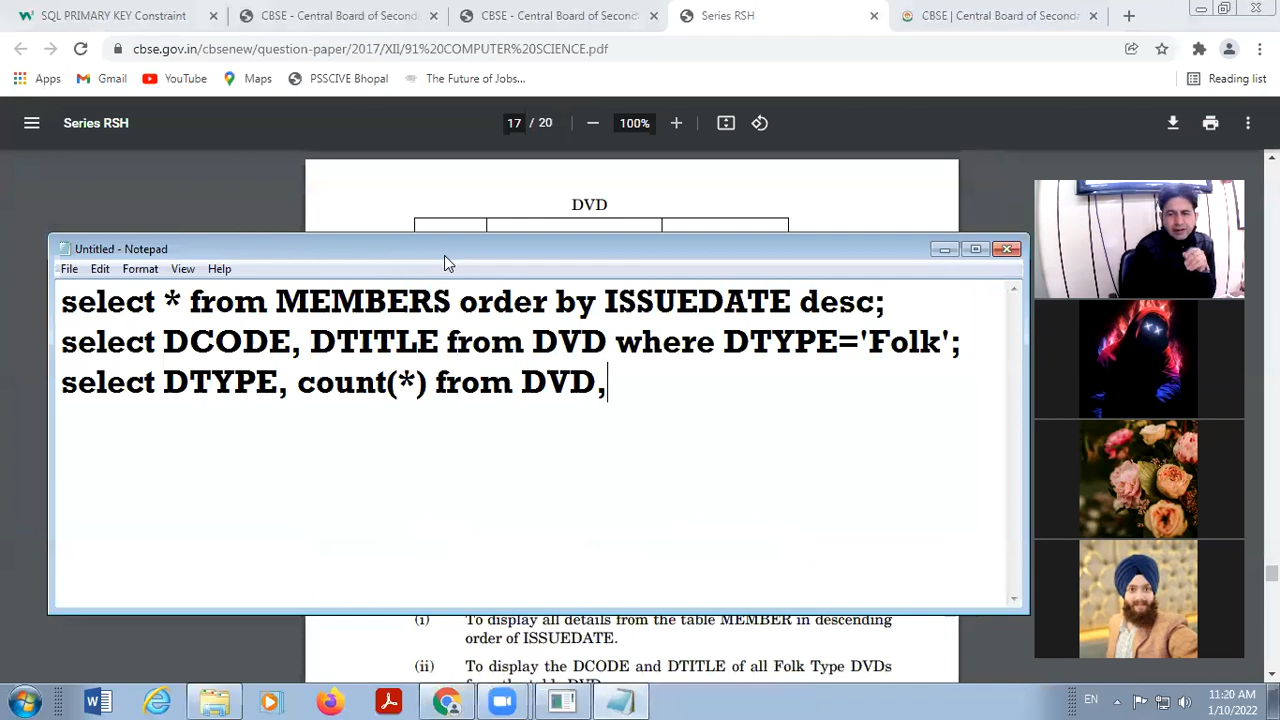 SQL PRIMARY KEY Constraint
CBSE - Central Board of Second
CBSE - Central Board of Second
Series RSH
CBSE | Central Board of Seconda
cbse.gov.in/cbsenew/question-paper/2017/XII/91%20COMPUTER%20SCIENCE.pdf
Apps
Gmail
YouTube
Maps
PSSCIVE Bhopal
The Future of Jobs...
Reading list
Series RSH
17 / 20
100%
DVD
Untitled - Notepad
File Edit Format View Help
select * from MEMBERS order by ISSUEDATE desc;
select DCODE, DTITLE from DVD where DTYPE='Folk';
select DTYPE, count(*) from DVD,
(i) To display all details from the table MEMBER in descending
order of ISSUEDATE.
(ii) To display the DCODE and DTITLE of all Folk Type DVDs
EN
11:20 AM
1/10/2022